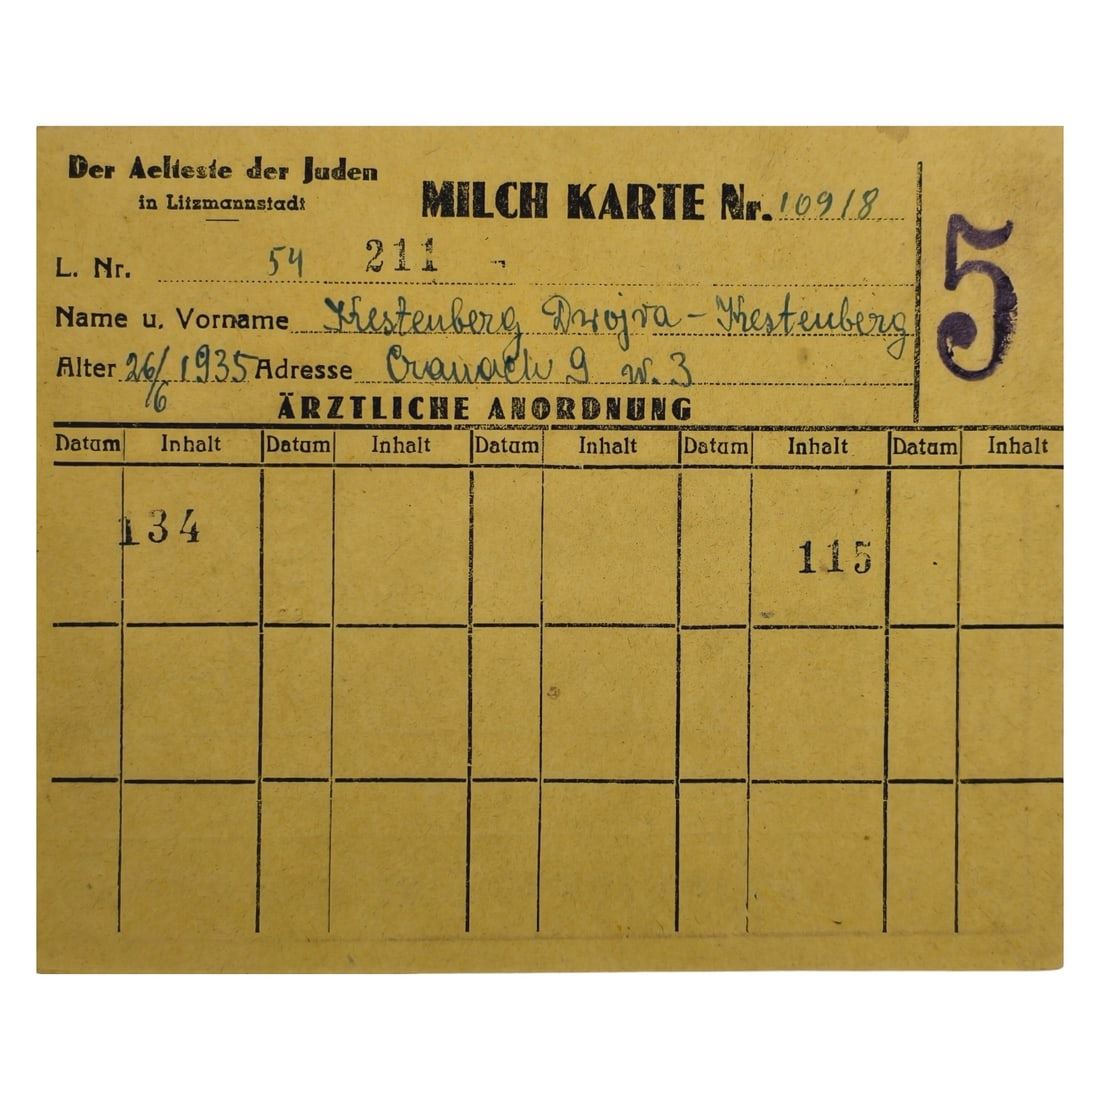 Der Aelteste der Juden
in Litzmannstadt
MILCH KARTE Nr. 10918
5
L. Nr. 54 211 -
Name u. Vorname Kestenberg Dwojra - Kestenberg
Alter 26/6 1935 Adresse Cranach 9 w. 3
ÄRZTLICHE ANORDNUNG
Datum Inhalt Datum Inhalt Datum Inhalt Datum Inhalt Datum Inhalt
134
115